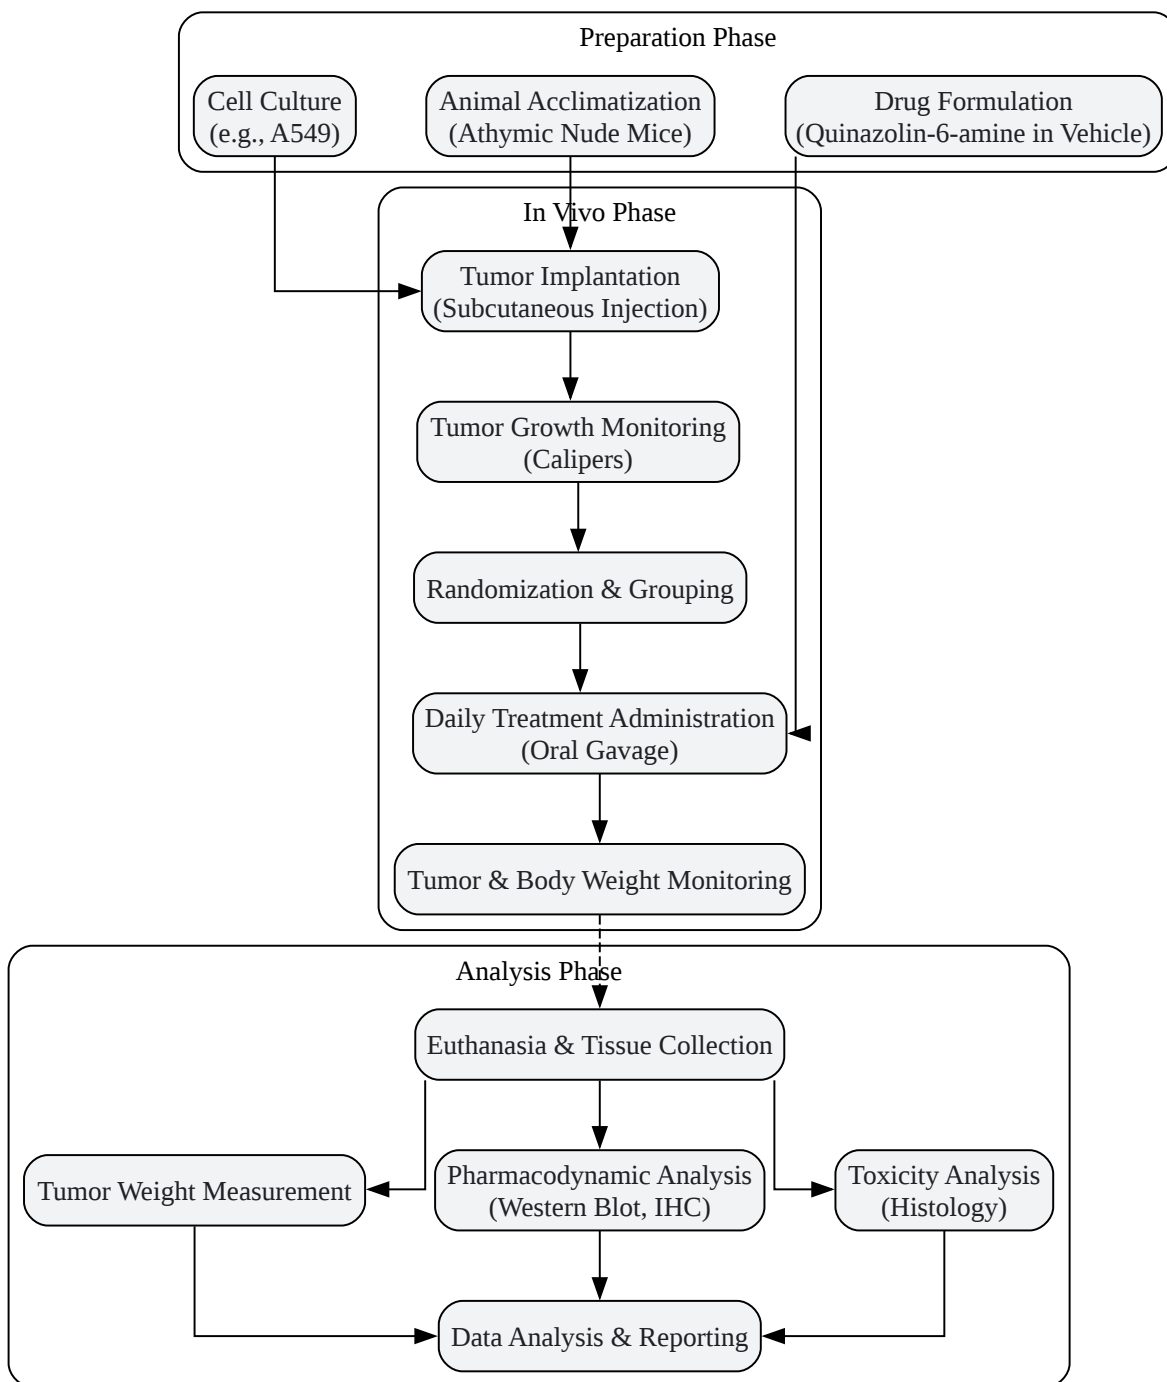 Preparation Phase
Cell Culture
(e.g., A549)
Animal Acclimatization
(Athymic Nude Mice)
Drug Formulation
(Quinazolin-6-amine in Vehicle)
In Vivo Phase
Tumor Implantation
(Subcutaneous Injection)
Tumor Growth Monitoring
(Calipers)
Randomization & Grouping
Daily Treatment Administration
(Oral Gavage)
Tumor & Body Weight Monitoring
Analysis Phase
Euthanasia & Tissue Collection
Tumor Weight Measurement
Pharmacodynamic Analysis
(Western Blot, IHC)
Toxicity Analysis
(Histology)
Data Analysis & Reporting